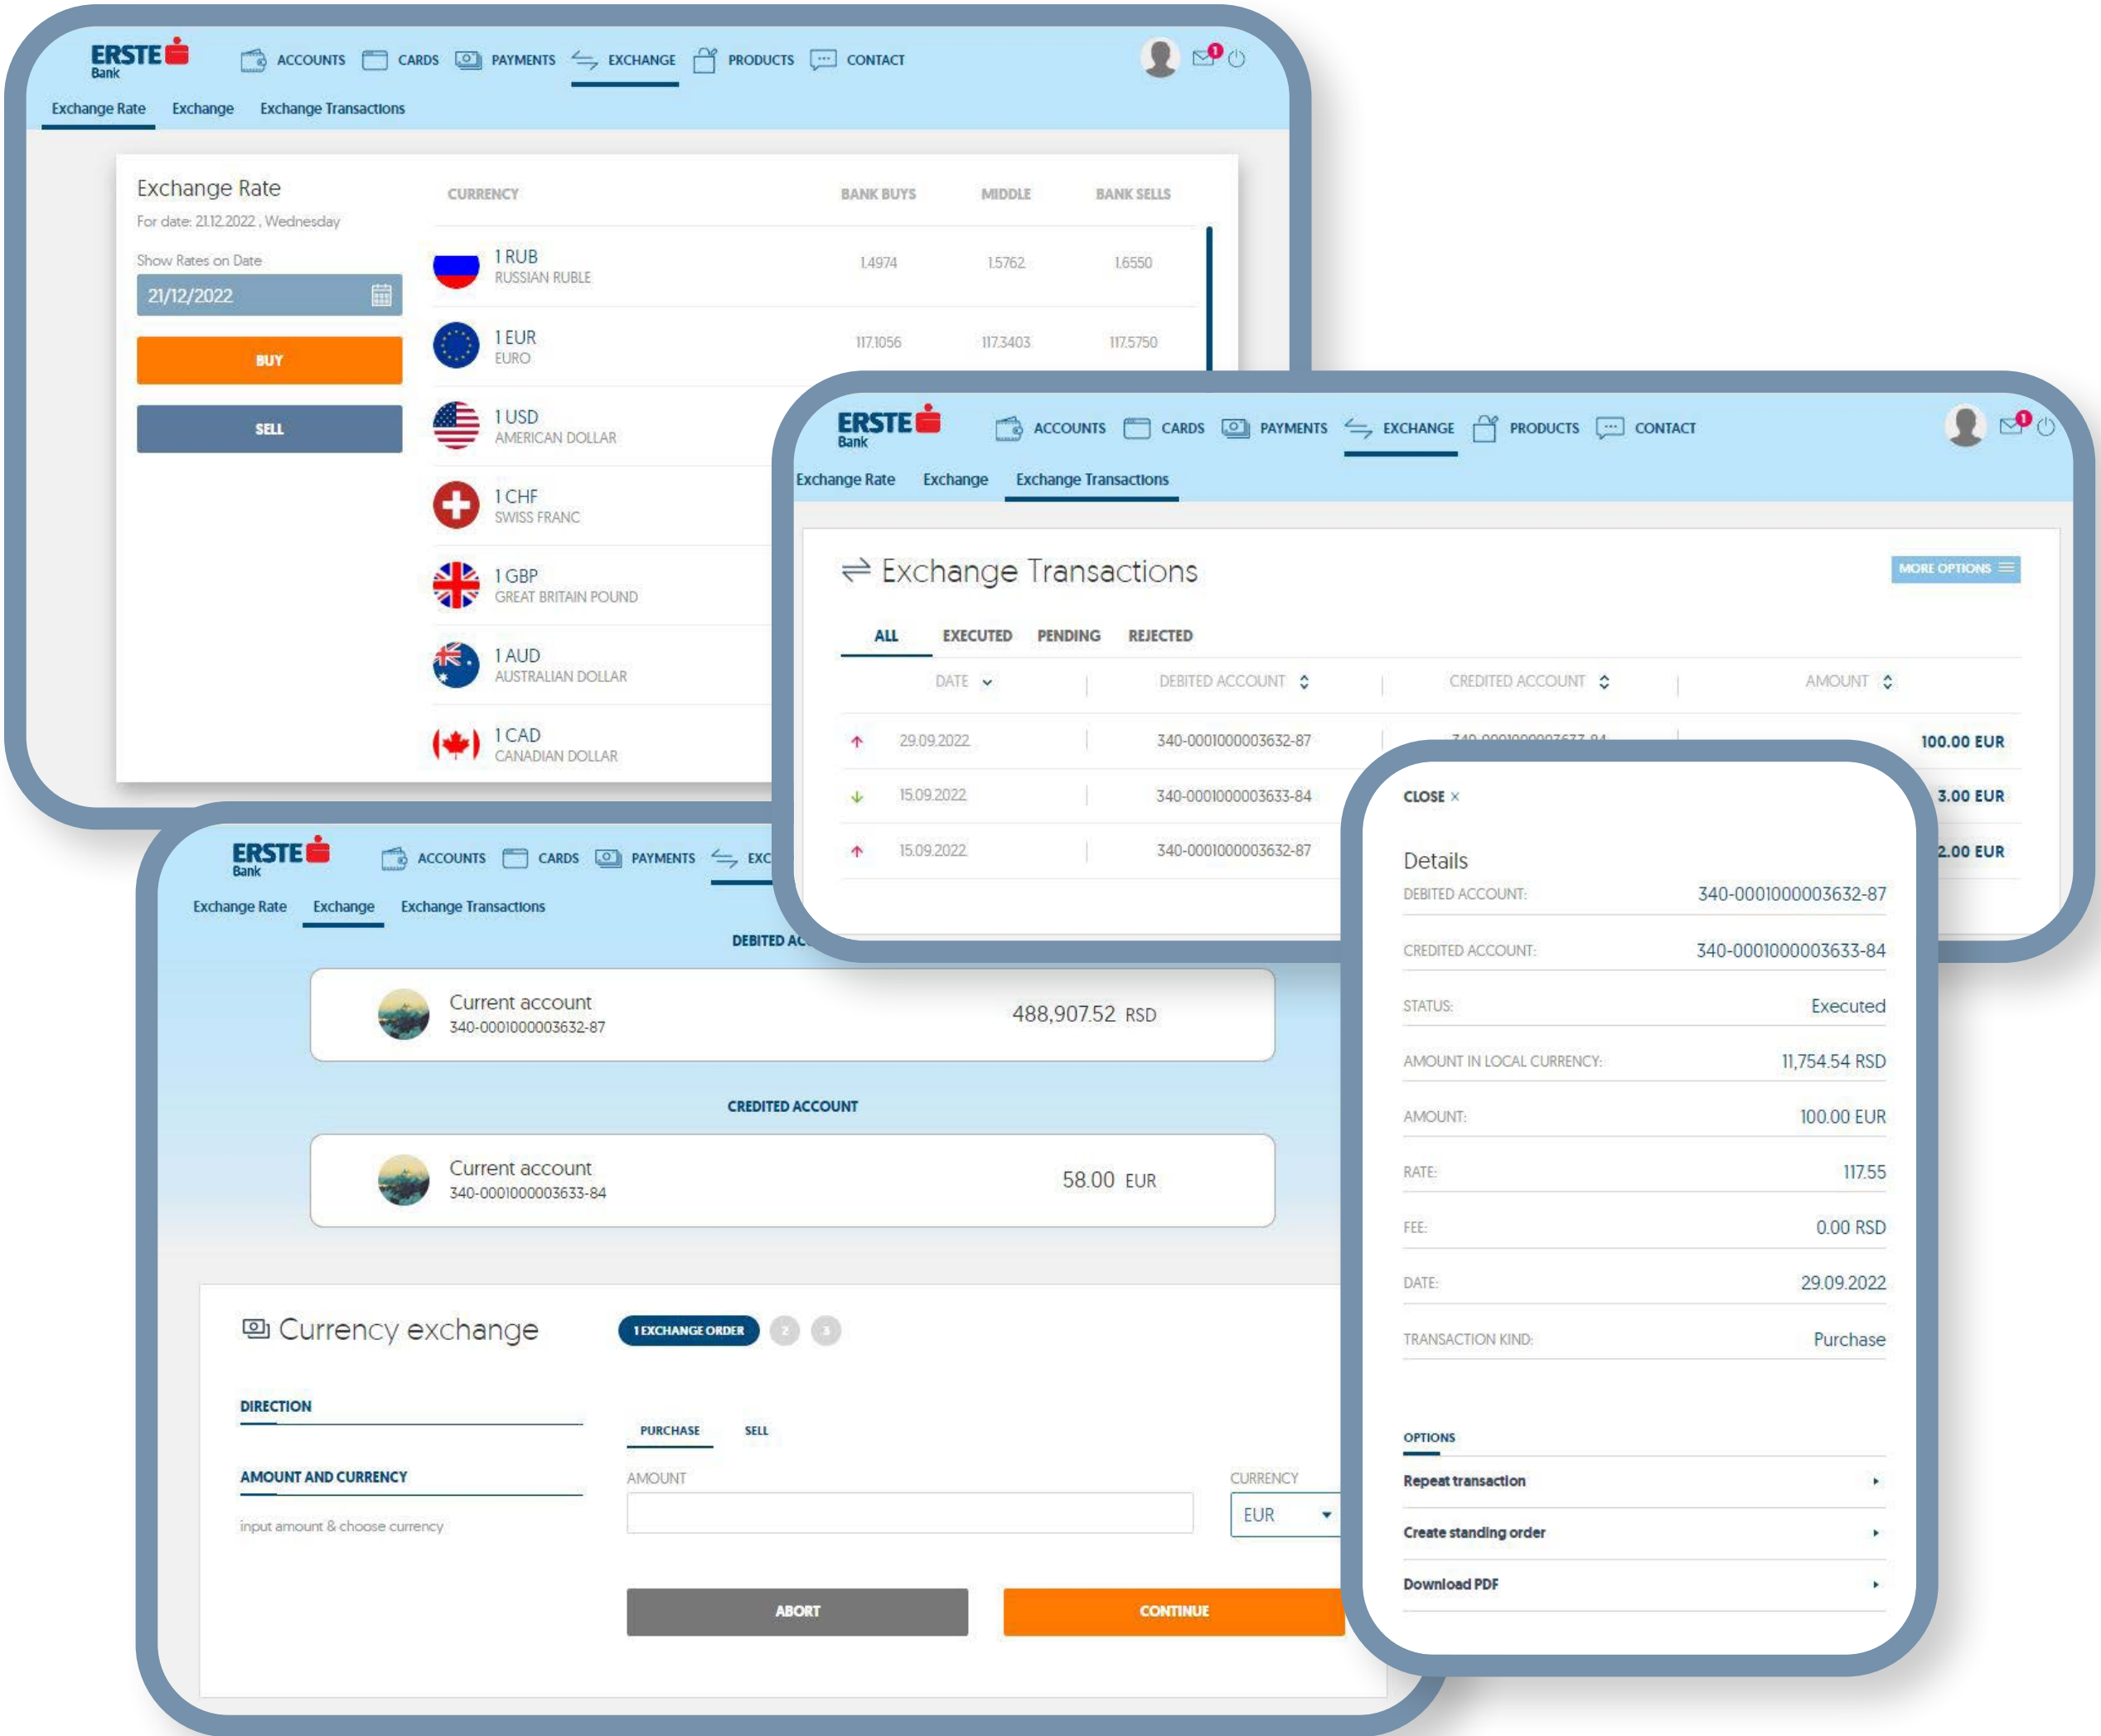 ERSTE
Bank
ACCOUNTS CARDS PAYMENTS EXCHANGE PRODUCTS CONTACT 1
Exchange Rate Exchange Exchange Transactions
Exchange Rate
For date: 21.12.2022 , Wednesday
Show Rates on Date
21/12/2022
BUY
SELL
CURRENCY BANK BUYS MIDDLE BANK SELLS
1 RUB
RUSSIAN RUBLE
1.4974 1.5762 1.6550
1 EUR
EURO
117.1056 117.3403 117.5750
1 USD
AMERICAN DOLLAR
1 CHF
SWISS FRANC
1 GBP
GREAT BRITAIN POUND
1 AUD
AUSTRALIAN DOLLAR
1 CAD
CANADIAN DOLLAR
ERSTE
Bank
ACCOUNTS CARDS PAYMENTS EXCHANGE PRODUCTS CONTACT 1
Exchange Rate Exchange Exchange Transactions
Exchange Transactions
MORE OPTIONS
ALL EXECUTED PENDING REJECTED
DATE DEBITED ACCOUNT CREDITED ACCOUNT AMOUNT
29.09.2022 340-0001000003632-87 340-0001000003633-84 100.00 EUR
15.09.2022 340-0001000003633-84 3.00 EUR
15.09.2022 340-0001000003632-87 2.00 EUR
ERSTE
Bank
ACCOUNTS CARDS PAYMENTS EXC
Exchange Rate Exchange Exchange Transactions
DEBITED AC
Current account
340-0001000003632-87
488,907.52 RSD
CREDITED ACCOUNT
Current account
340-0001000003633-84
58.00 EUR
Currency exchange
1 EXCHANGE ORDER 2 3
DIRECTION
PURCHASE SELL
AMOUNT AND CURRENCY
input amount & choose currency
AMOUNT
CURRENCY
EUR
ABORT
CONTINUE
CLOSE ×
Details
DEBITED ACCOUNT: 340-0001000003632-87
CREDITED ACCOUNT: 340-0001000003633-84
STATUS: Executed
AMOUNT IN LOCAL CURRENCY: 11,754.54 RSD
AMOUNT: 100.00 EUR
RATE: 117.55
FEE: 0.00 RSD
DATE: 29.09.2022
TRANSACTION KIND: Purchase
OPTIONS
Repeat transaction
Create standing order
Download PDF